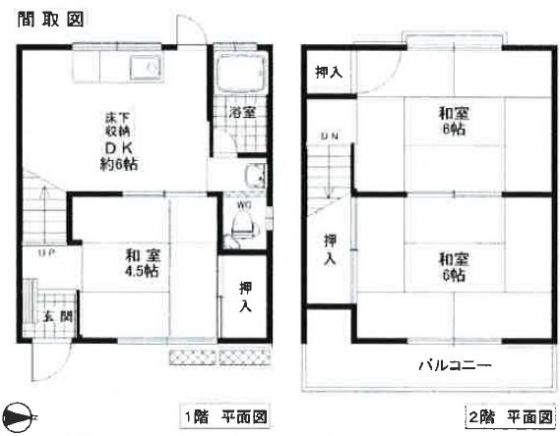 間取図
浴室
床下
収納
DK
約6帖
WC
UP
和室
4.5帖
押入
玄関
1階 平面図
押入
和室
6帖
DN
押入
和室
6帖
バルコニー
2階 平面図